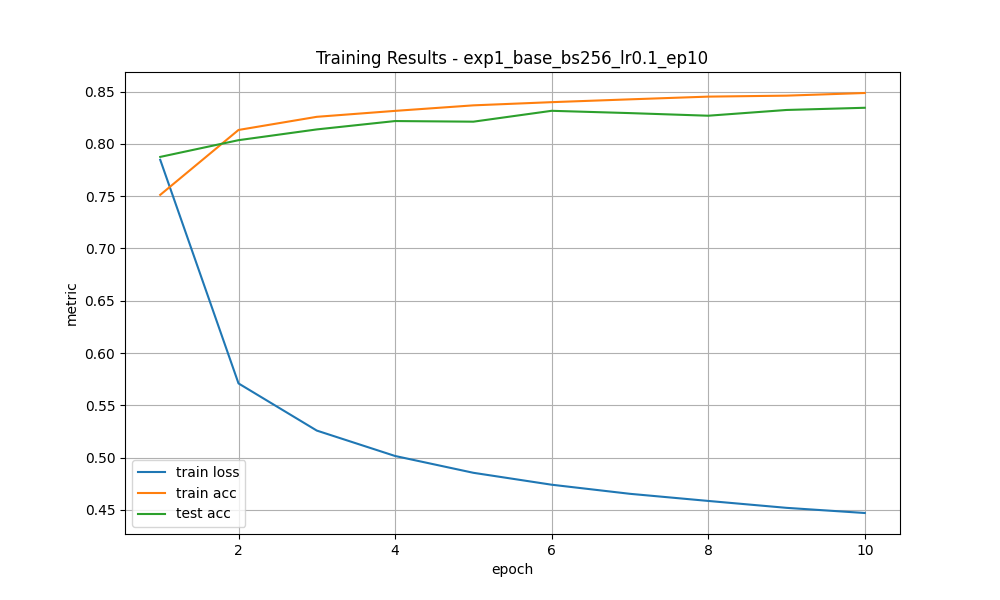 Training Results - exp1_base_bs256_lr0.1_ep10
0.85
0.80
0.75
0.70
0.65
0.60
0.55
0.50
0.45
metric
train loss
train acc
test acc
2 4 6 8 10
epoch